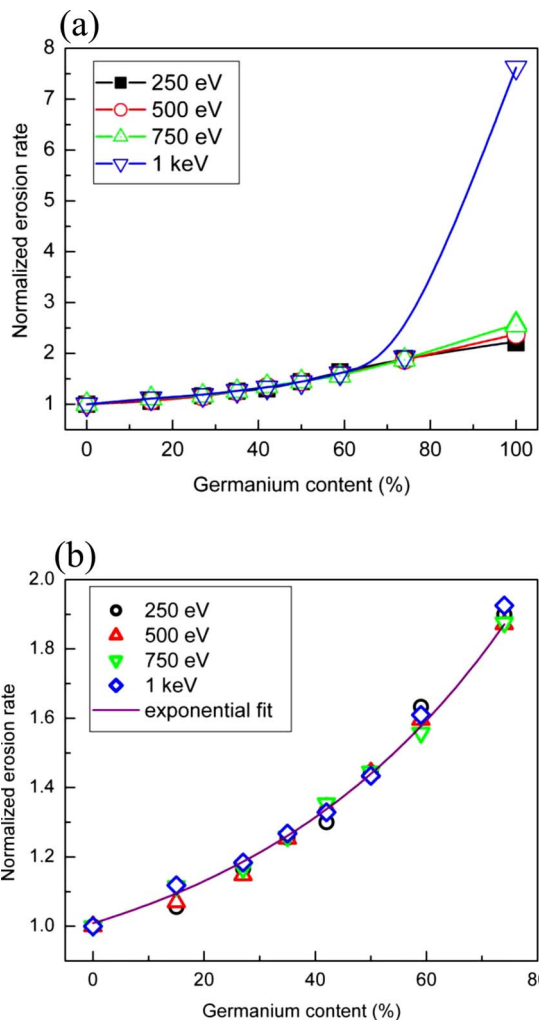 (a)
8
7
6
5
4
3
2
1
Normalized erosion rate
250 eV
500 eV
750 eV
1 keV
0 20 40 60 80 100
Germanium content (%)
(b)
2.0
1.8
1.6
1.4
1.2
1.0
Normalized erosion rate
250 eV
500 eV
750 eV
1 keV
exponential fit
0 20 40 60 80
Germanium content (%)